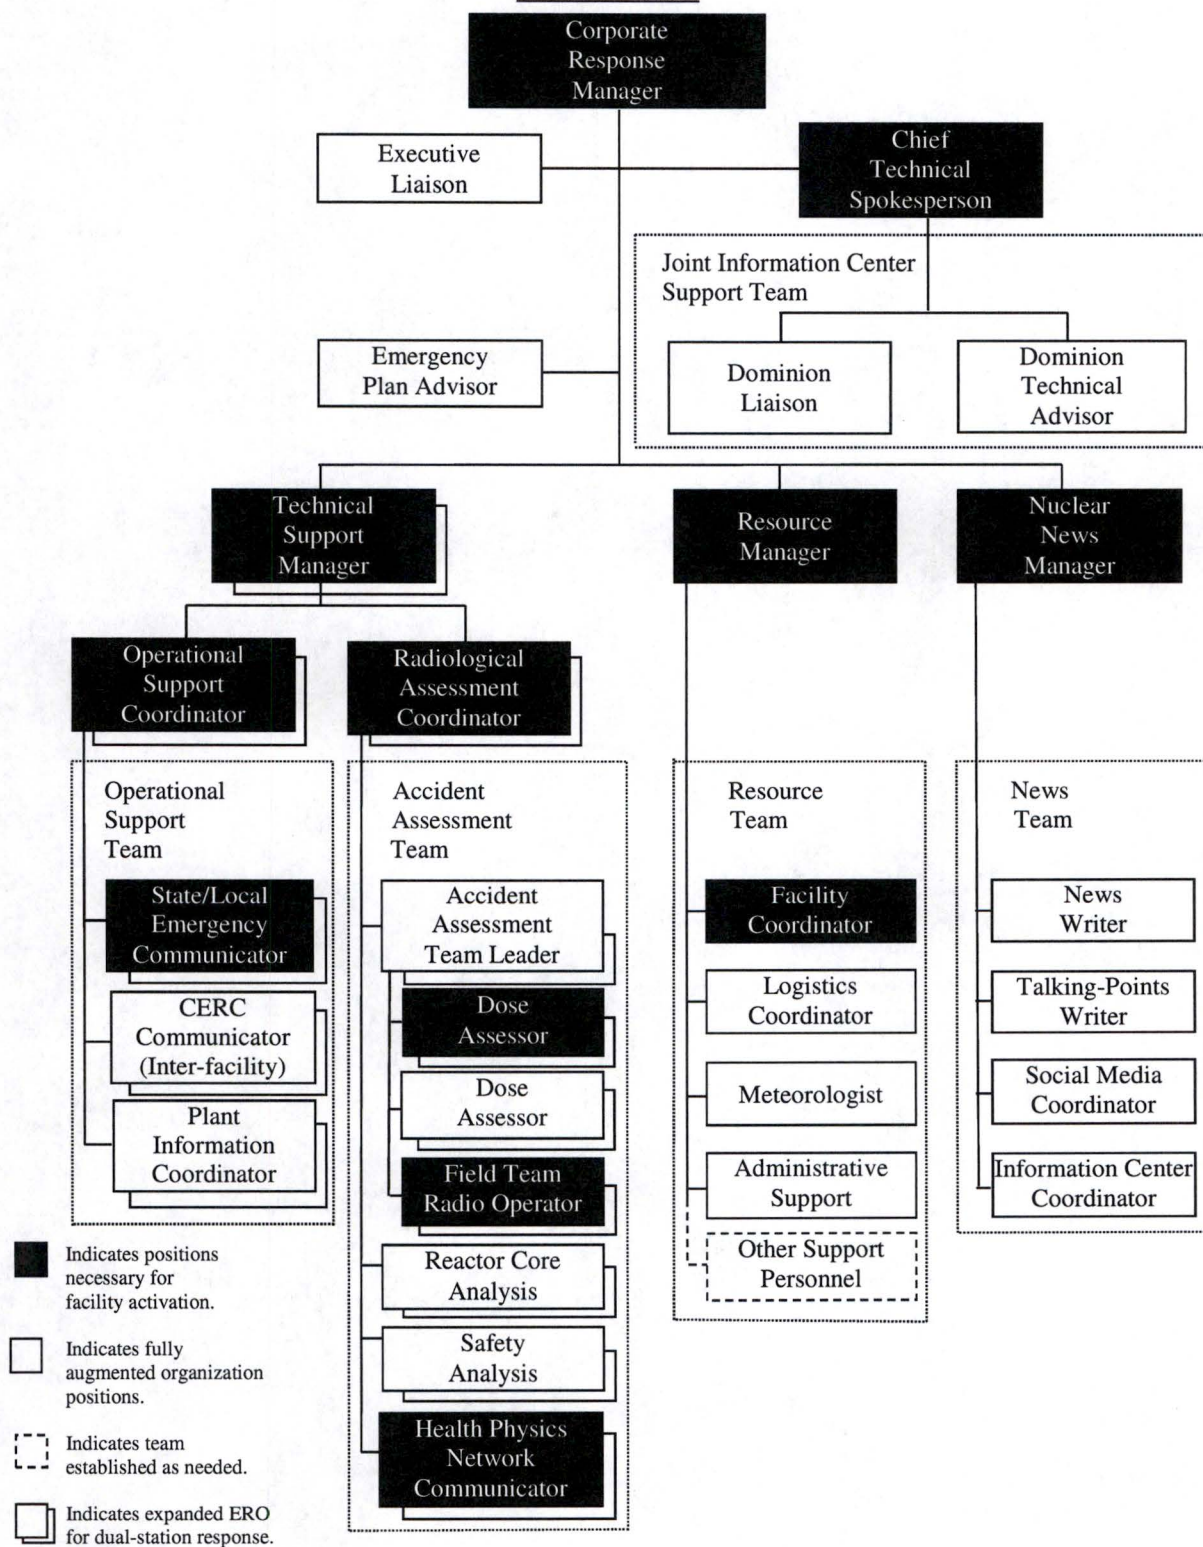 Corporate
Response
Manager
Executive
Liaison
Chief
Technical
Spokesperson
Joint Information Center
Support Team
Emergency
Plan Advisor
Dominion
Liaison
Dominion
Technical
Advisor
Technical
Support
Manager
Resource
Manager
Nuclear
News
Manager
Operational
Support
Coordinator
Radiological
Assessment
Coordinator
Operational
Support
Team
State/Local
Emergency
Communicator
CERC
Communicator
(Inter-facility)
Plant
Information
Coordinator
Accident
Assessment
Team
Accident
Assessment
Team Leader
Dose
Assessor
Dose
Assessor
Field Team
Radio Operator
Reactor Core
Analysis
Safety
Analysis
Health Physics
Network
Communicator
Resource
Team
Facility
Coordinator
Logistics
Coordinator
Meteorologist
Administrative
Support
Other Support
Personnel
News
Team
News
Writer
Talking-Points
Writer
Social Media
Coordinator
Information Center
Coordinator
Indicates positions
necessary for
facility activation.
Indicates fully
augmented organization
positions.
Indicates team
established as needed.
Indicates expanded ERO
for dual-station response.